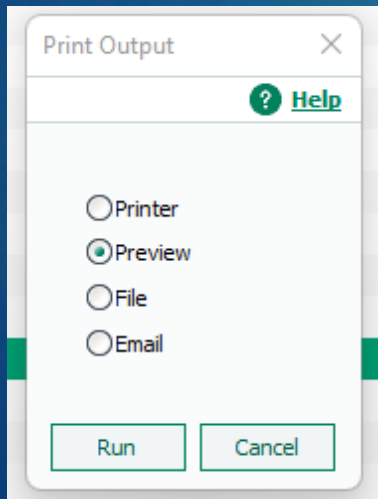 Print Output
Help
Printer
Preview
File
Email
Run Cancel